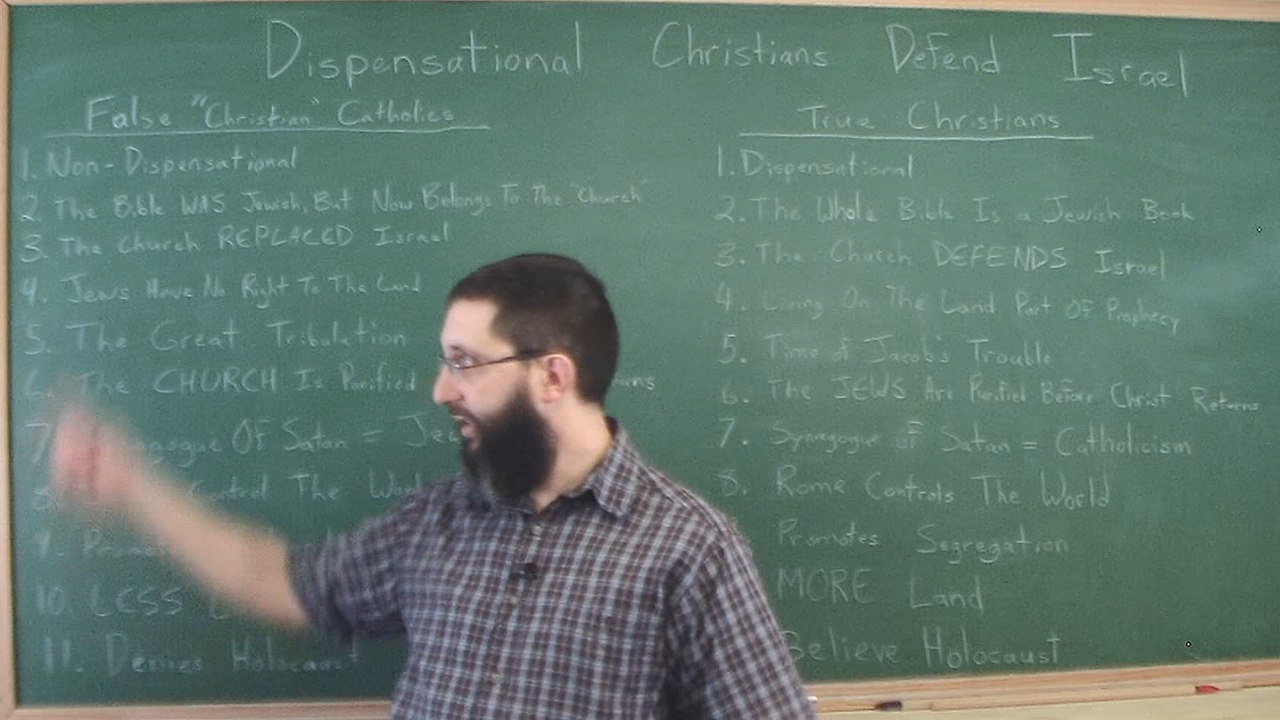 Dispensational Christians Defend Israel
False "Christian" Catholics
1. Non-Dispensational
2. The Bible WAS Jewish, But Now Belongs To The "Church"
3. The Church REPLACED Israel
4. Jews Have No Right To The Land
5. The Great Tribulation
6. The CHURCH Is Purified
7. Of Satan =
8. Control The
9.
10. LESS
11. Denies Holocaust
True Christians
1. Dispensational
2. The Whole Bible Is a Jewish Book
3. The Church DEFENDS Israel
4. Living On The Land Part Of Prophecy
5. Time of Jacob's Trouble
6. The JEWS Are Purified Before Christ Returns
7. Synagogue of Satan = Catholicism
8. Rome Controls The World
Promotes Segregation
MORE Land
Believe Holocaust